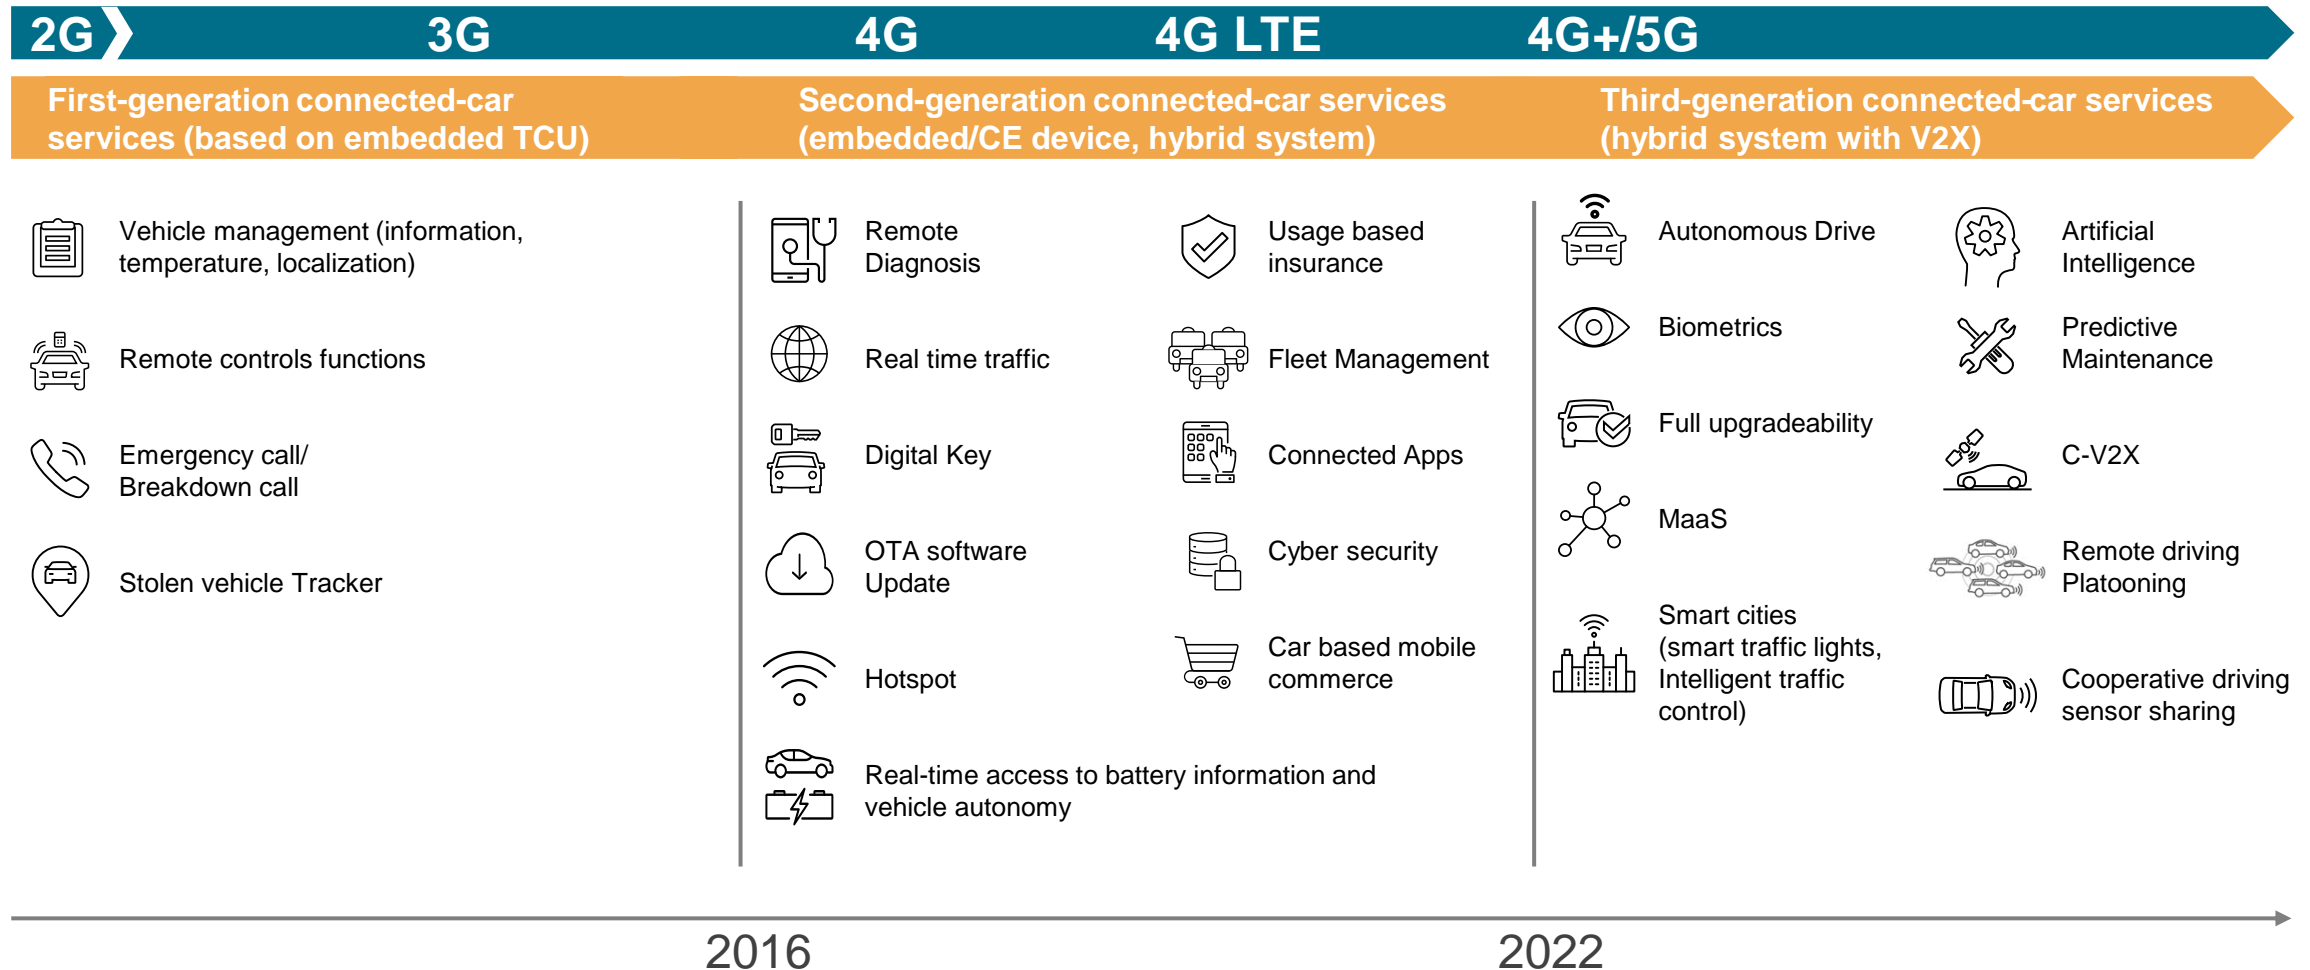 2G
3G
4G
4G LTE
4G+/5G
First-generation connected-car
services (based on embedded TCU)
Second-generation connected-car services
(embedded/CE device, hybrid system)
Third-generation connected-car services
(hybrid system with V2X)
Vehicle management (information,
temperature, localization)
Remote controls functions
Emergency call/
Breakdown call
Stolen vehicle Tracker
Remote
Diagnosis
Real time traffic
Digital Key
OTA software
Update
Hotspot
Real-time access to battery information and
vehicle autonomy
Usage based
insurance
Fleet Management
Connected Apps
Cyber security
Car based mobile
commerce
Autonomous Drive
Biometrics
Full upgradeability
MaaS
Smart cities
(smart traffic lights,
Intelligent traffic
control)
Artificial
Intelligence
Predictive
Maintenance
C-V2X
Remote driving
Platooning
Cooperative driving
sensor sharing
2016
2022